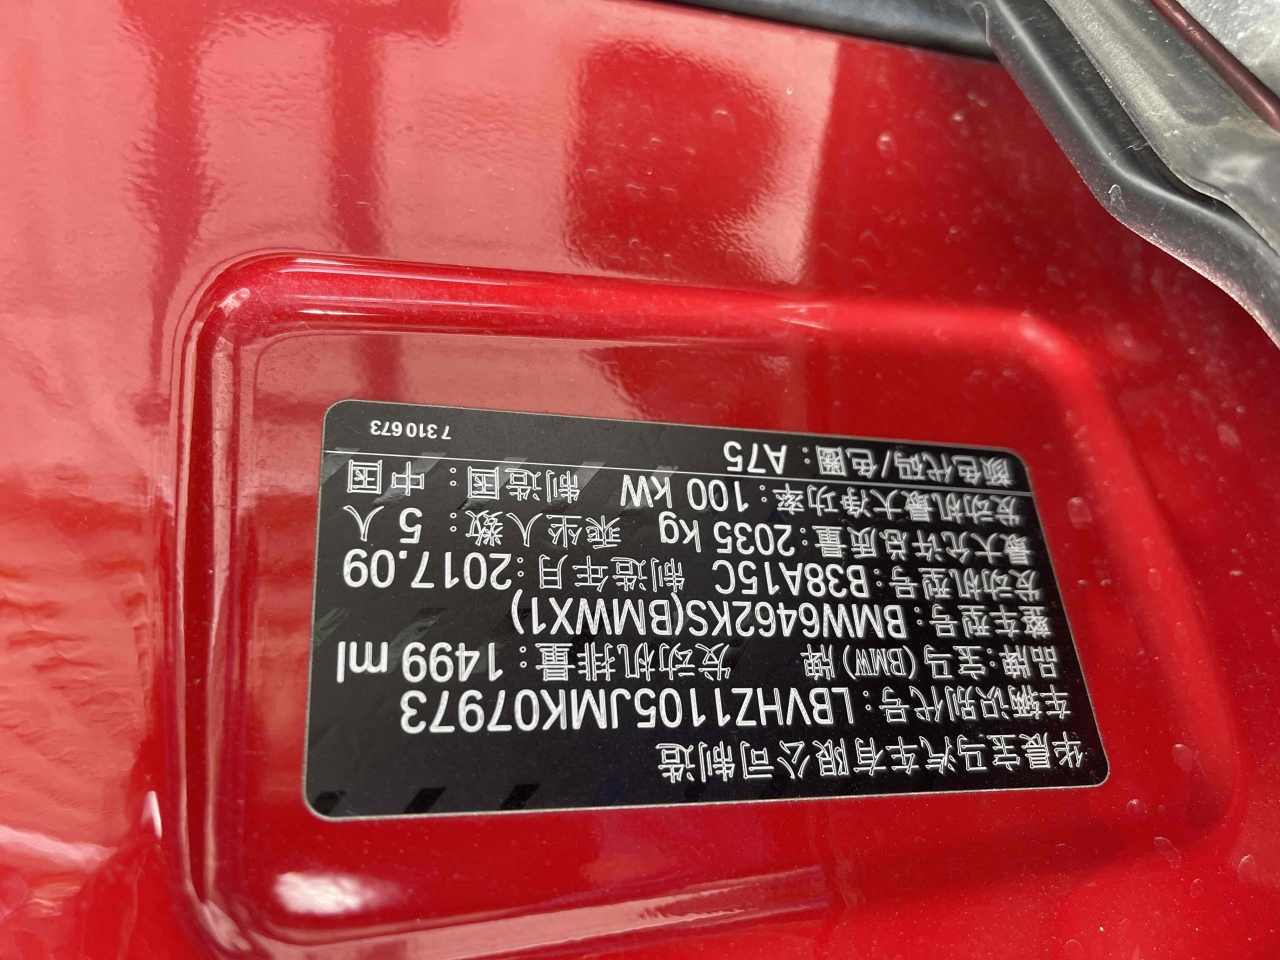 华晨宝马汽车有限公司制造
车辆识别代号：LBVHZ1105JMK07973
品牌：宝马(BMW)牌 发动机排量：1499 ml
整车型号：BMW6462KS(BMWX1)
发动机型号：B38A15C 制造年月：2017.09
最大允许总质量：2035 kg 乘坐人数：5 人
发动机最大净功率：100 kW 制造国：中国
颜色代码/色圈：A75
7 310 673